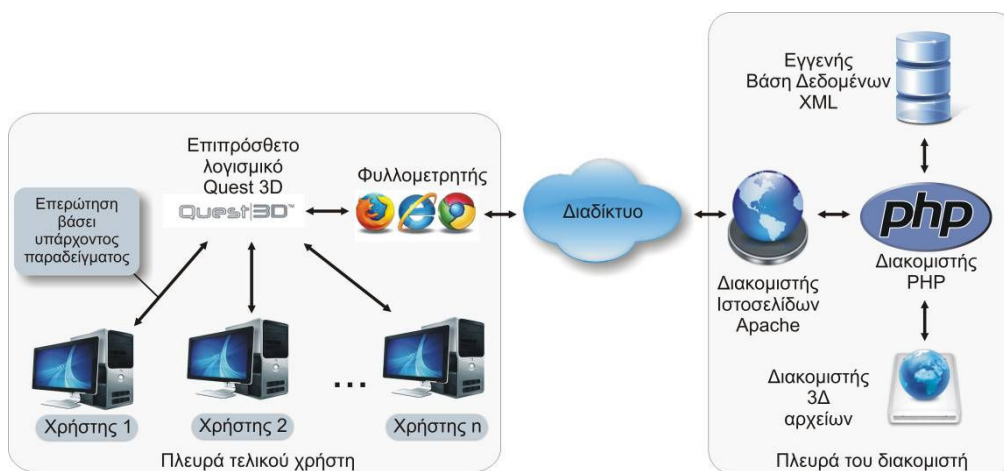 Επιπρόσθετο
λογισμικό
Quest 3D
Quest3D™
Φυλλομετρητής
Επερώτηση
βάσει
υπάρχοντος
παραδείγματος
Χρήστης 1
Χρήστης 2
...
Χρήστης n
Πλευρά τελικού χρήστη
Διαδίκτυο
Εγγενής
Βάση Δεδομένων
XML
php
Διακομιστής
PHP
Διακομιστής
Ιστοσελίδων
Apache
Διακομιστής
3Δ
αρχείων
Πλευρά του διακομιστή